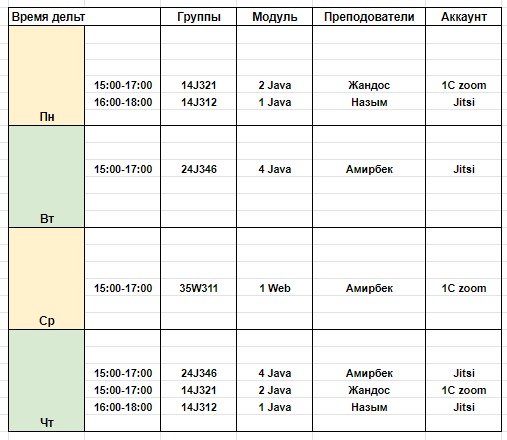 Время дельт Группы Модуль Преподователи Аккаунт
15:00-17:00 14J321 2 Java Жандос 1C zoom
16:00-18:00 14J312 1 Java Назым Jitsi
Пн
15:00-17:00 24J346 4 Java Амирбек Jitsi
Вт
15:00-17:00 35W311 1 Web Амирбек 1C zoom
Ср
15:00-17:00 24J346 4 Java Амирбек Jitsi
15:00-17:00 14J321 2 Java Жандос 1C zoom
16:00-18:00 14J312 1 Java Назым Jitsi
Чт